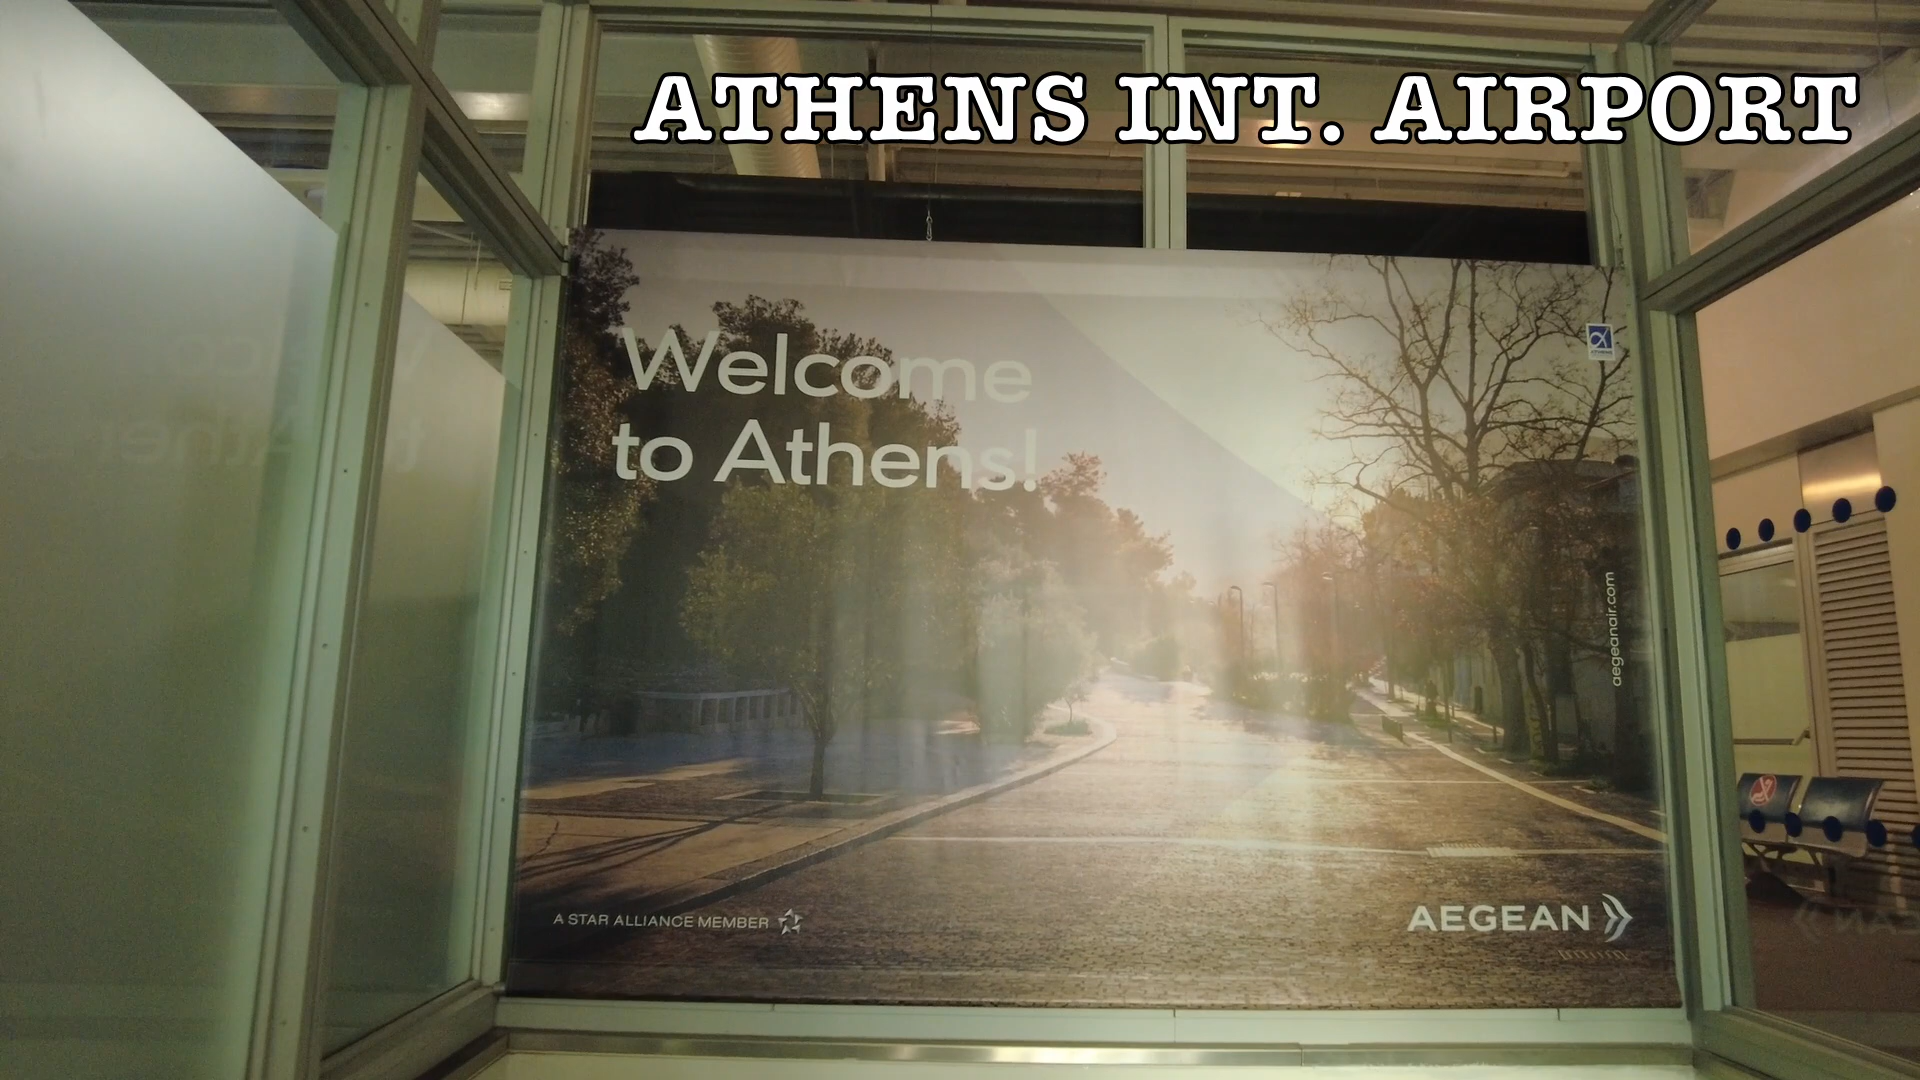 ATHENS INT. AIRPORT
Welcome
to Athens!
aegeanair.com
A STAR ALLIANCE MEMBER
AEGEAN